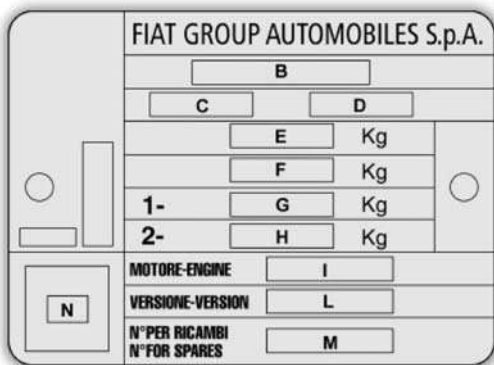 FIAT GROUP AUTOMOBILES S.p.A.
B
C D
E Kg
F Kg
1- G Kg
2- H Kg
MOTORE-ENGINE I
VERSIONE-VERSION L
N
N°PER RICAMBI
N°FOR SPARES M